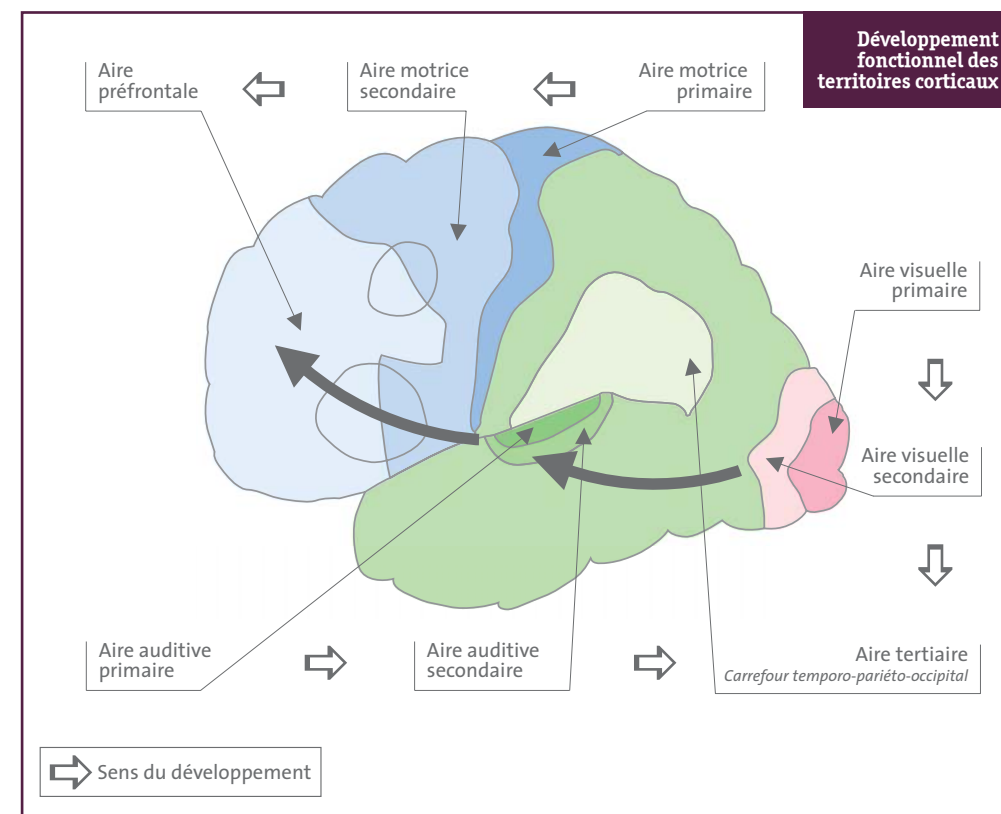 Développement
fonctionnel des
territoires corticaux
Aire
préfrontale
Aire motrice
secondaire
Aire motrice
primaire
Aire visuelle
primaire
Aire visuelle
secondaire
Aire auditive
primaire
Aire auditive
secondaire
Aire tertiaire
Carrefour temporo-pariéto-occipital
Sens du développement